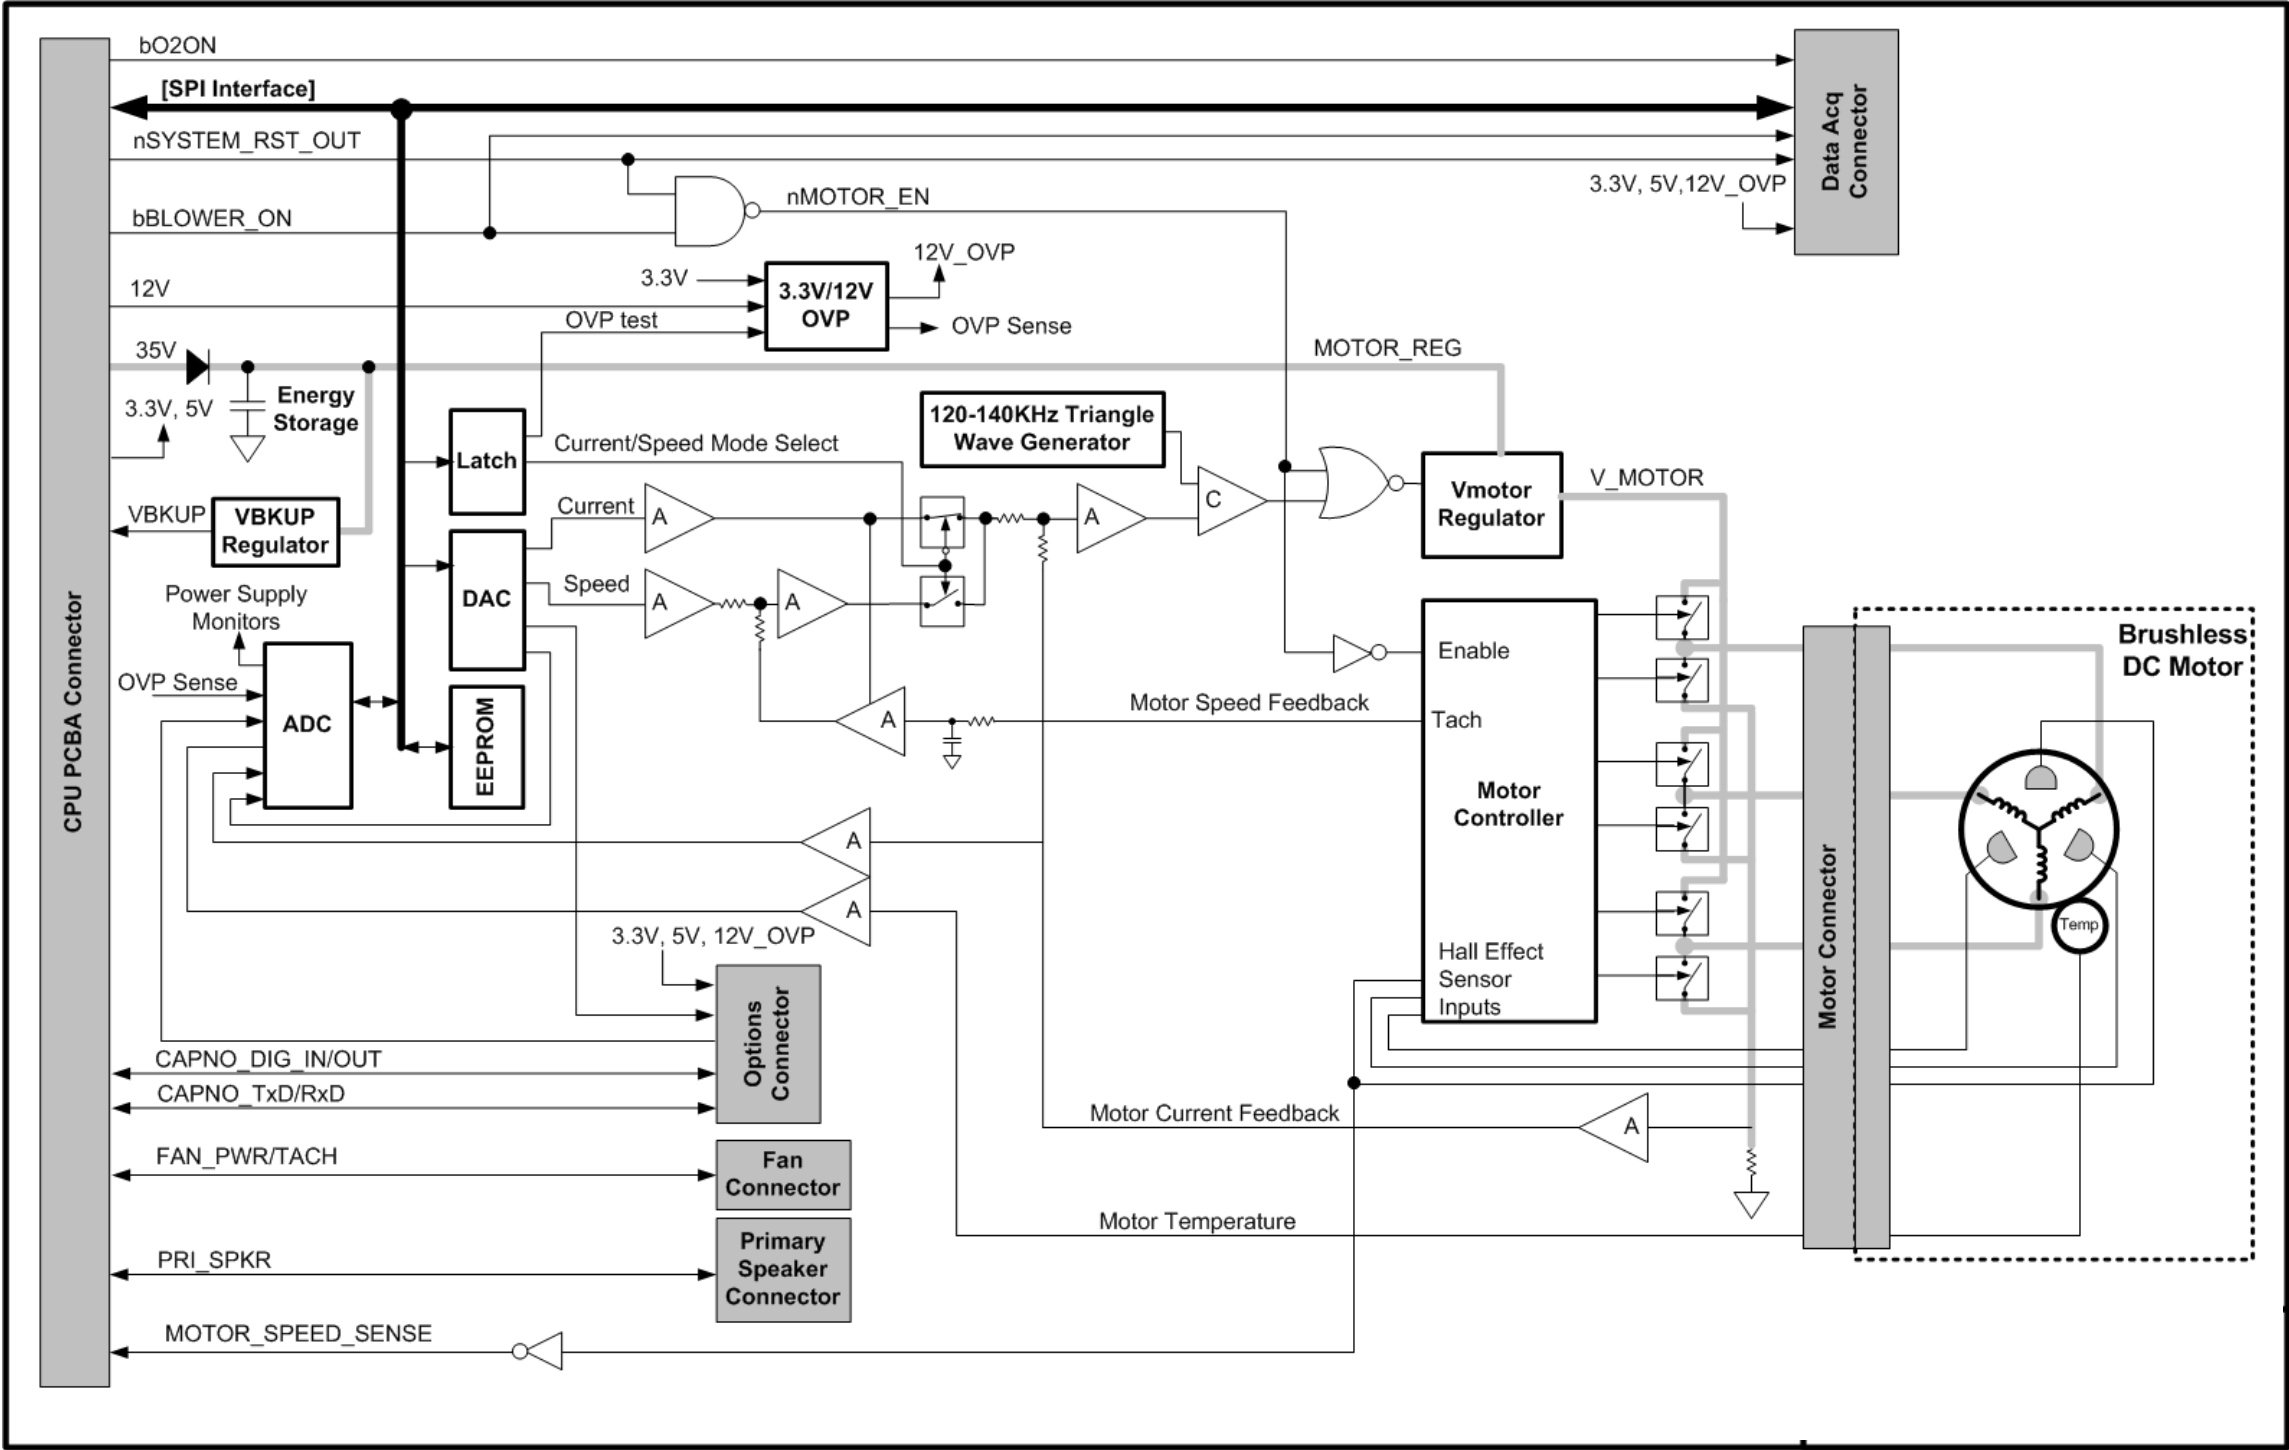 bO2ON
[SPI Interface]
nSYSTEM_RST_OUT
bBLOWER_ON
nMOTOR_EN
3.3V, 5V,12V_OVP
Data Acq
Connector
12V
3.3V
OVP test
3.3V/12V
OVP
12V_OVP
OVP Sense
35V
MOTOR_REG
3.3V, 5V
Energy
Storage
VBKUP
VBKUP
Regulator
Latch
Current/Speed Mode Select
120-140KHz Triangle
Wave Generator
Current
A
A
C
Vmotor
Regulator
V_MOTOR
DAC
Speed
A
A
Power Supply
Monitors
OVP Sense
ADC
EEPROM
CPU PCBA Connector
A
Motor Speed Feedback
Enable
Tach
Motor
Controller
Hall Effect
Sensor
Inputs
Motor Connector
Brushless
DC Motor
Temp
A
A
3.3V, 5V, 12V_OVP
Options
Connector
CAPNO_DIG_IN/OUT
CAPNO_TxD/RxD
Motor Current Feedback
A
FAN_PWR/TACH
Fan
Connector
Motor Temperature
PRI_SPKR
Primary
Speaker
Connector
MOTOR_SPEED_SENSE